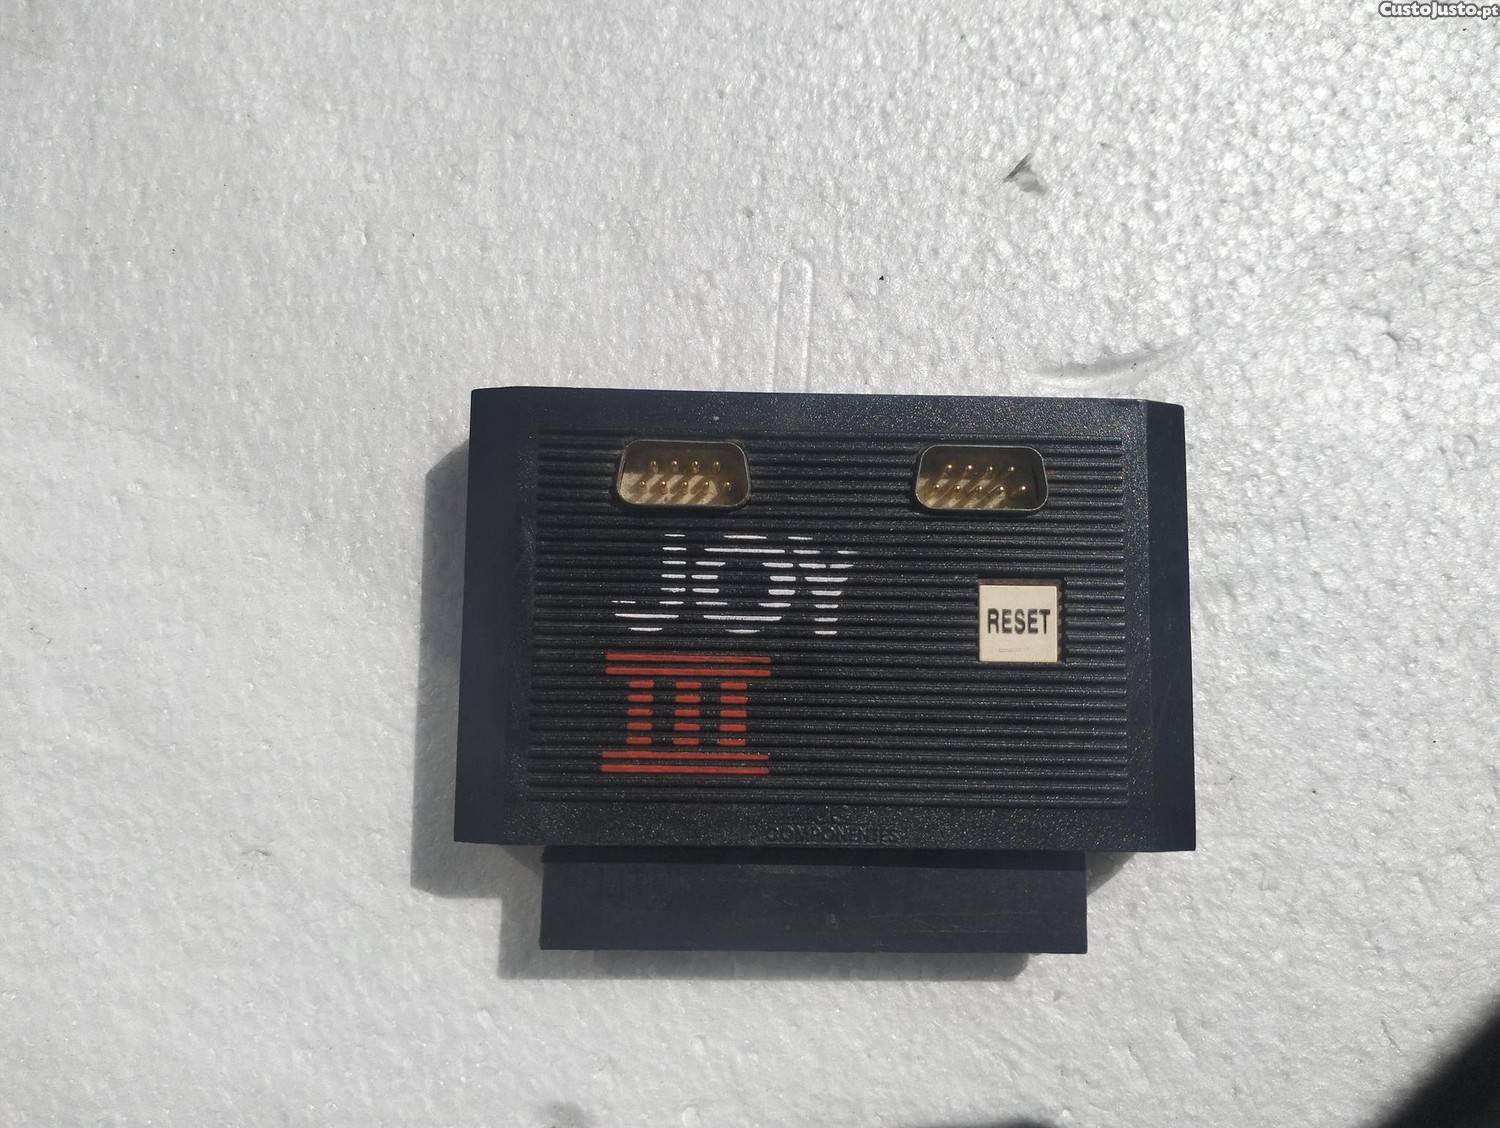 CustoJusto.pt
JOY
RESET
III
COMPONENTES